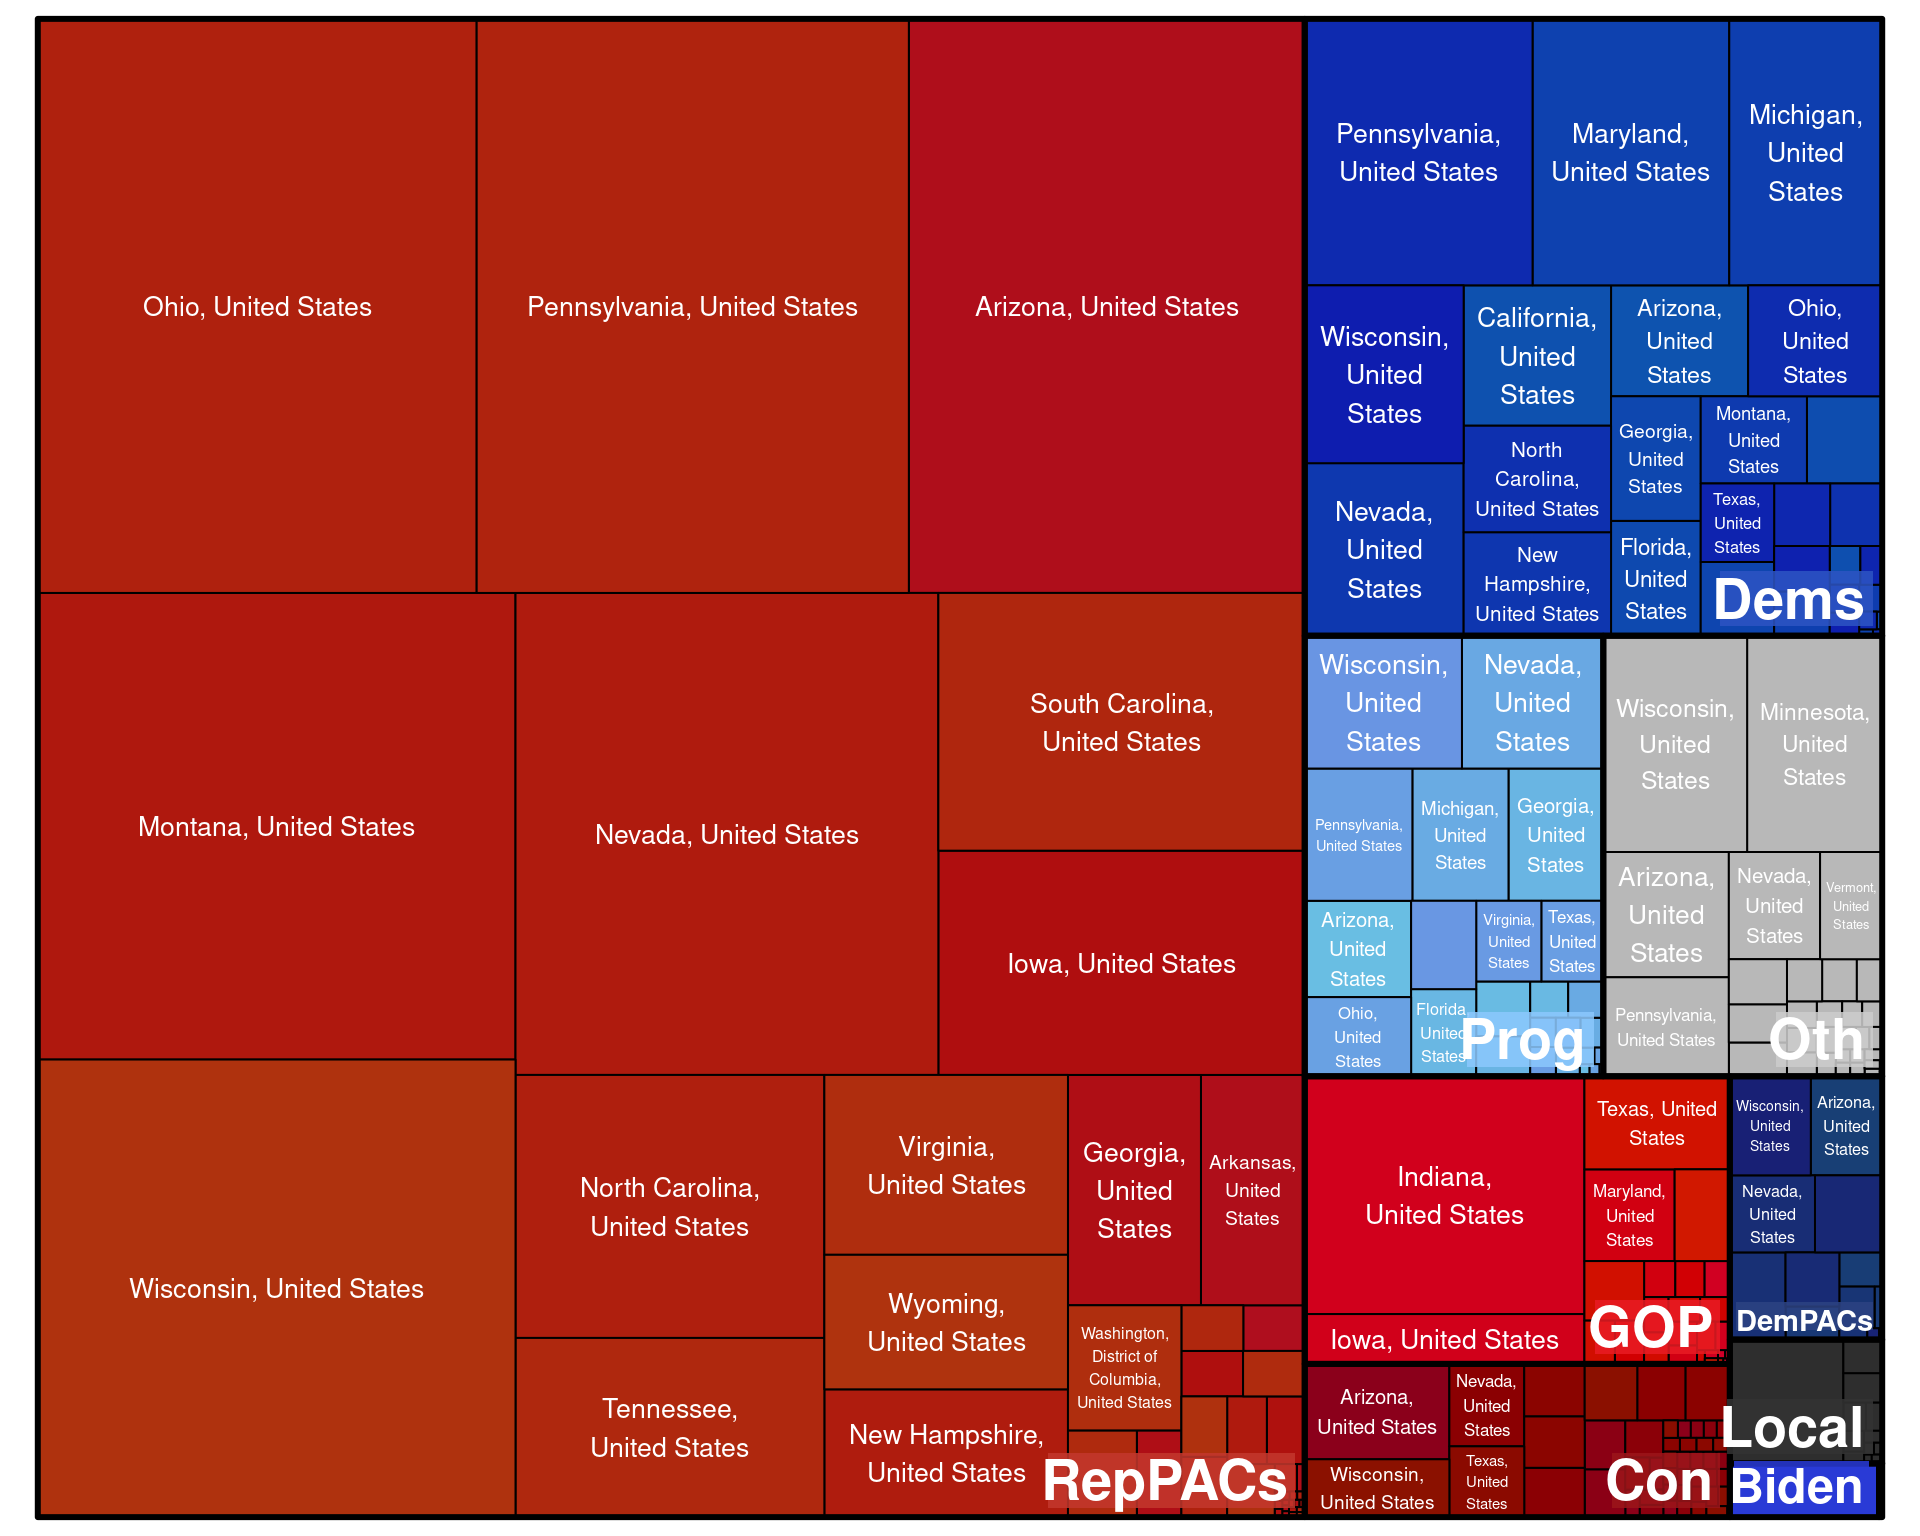 Ohio, United States
Pennsylvania, United States
Arizona, United States
Montana, United States
Nevada, United States
South Carolina,
United States
Iowa, United States
Wisconsin, United States
North Carolina,
United States
Tennessee,
United States
Virginia,
United States
Wyoming,
United States
New Hampshire,
United States
Georgia,
United
States
Arkansas,
United
States
Washington,
District of
Columbia,
United States
RepPACs
Pennsylvania,
United States
Maryland,
United States
Michigan,
United
States
Wisconsin,
United
States
Nevada,
United
States
California,
United
States
North
Carolina,
United States
New
Hampshire,
United States
Arizona,
United
States
Ohio,
United
States
Georgia,
United
States
Florida,
United
States
Montana,
United
States
Texas,
United
States
Dems
Wisconsin,
United
States
Nevada,
United
States
Pennsylvania,
United States
Michigan,
United
States
Georgia,
United
States
Arizona,
United
States
Ohio,
United
States
Florida,
United
States
Virginia,
United
States
Texas,
United
States
Prog
Wisconsin,
United
States
Minnesota,
United
States
Arizona,
United
States
Pennsylvania,
United States
Nevada,
United
States
Vermont,
United
States
Oth
Indiana,
United States
Iowa, United States
Texas, United
States
Maryland,
United
States
GOP
Wisconsin,
United
States
Arizona,
United
States
Nevada,
United
States
DemPACs
Arizona,
United States
Wisconsin,
United States
Nevada,
United
States
Texas,
United
States
Con
Local
Biden